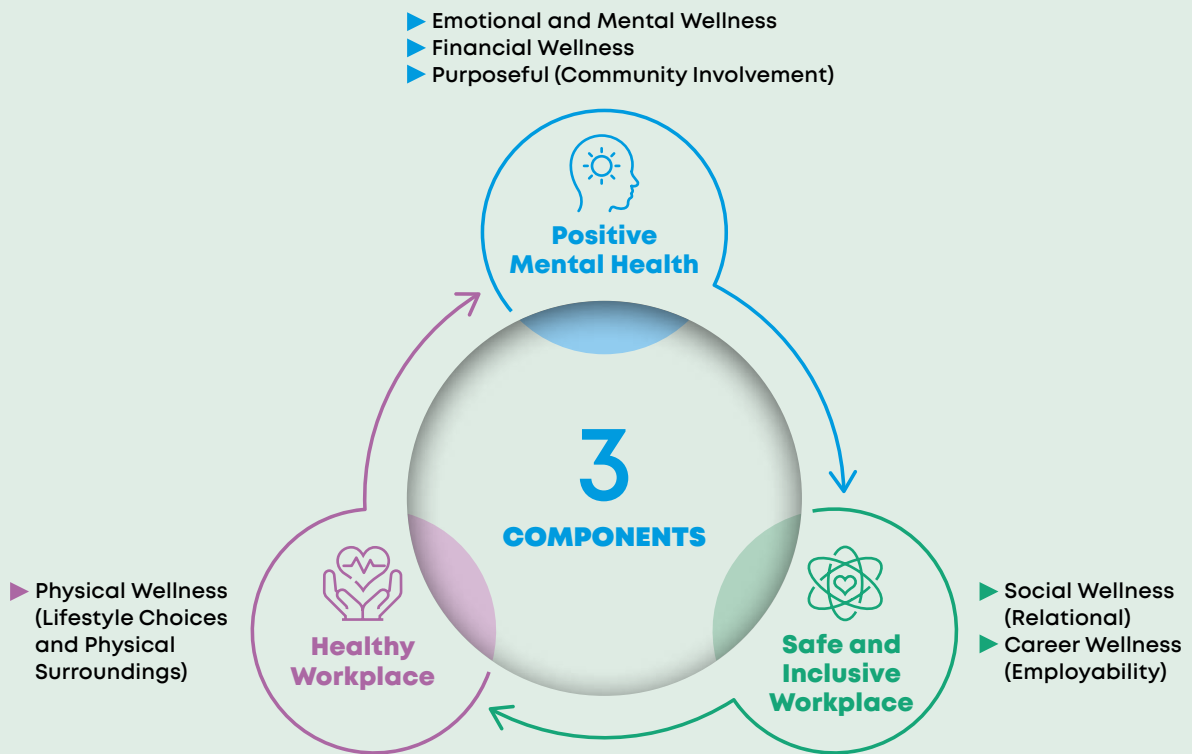 Emotional and Mental Wellness
Financial Wellness
Purposeful (Community Involvement)
Positive
Mental Health
3
COMPONENTS
Physical Wellness
(Lifestyle Choices
and Physical
Surroundings)
Healthy
Workplace
Safe and
Inclusive
Workplace
Social Wellness
(Relational)
Career Wellness
(Employability)